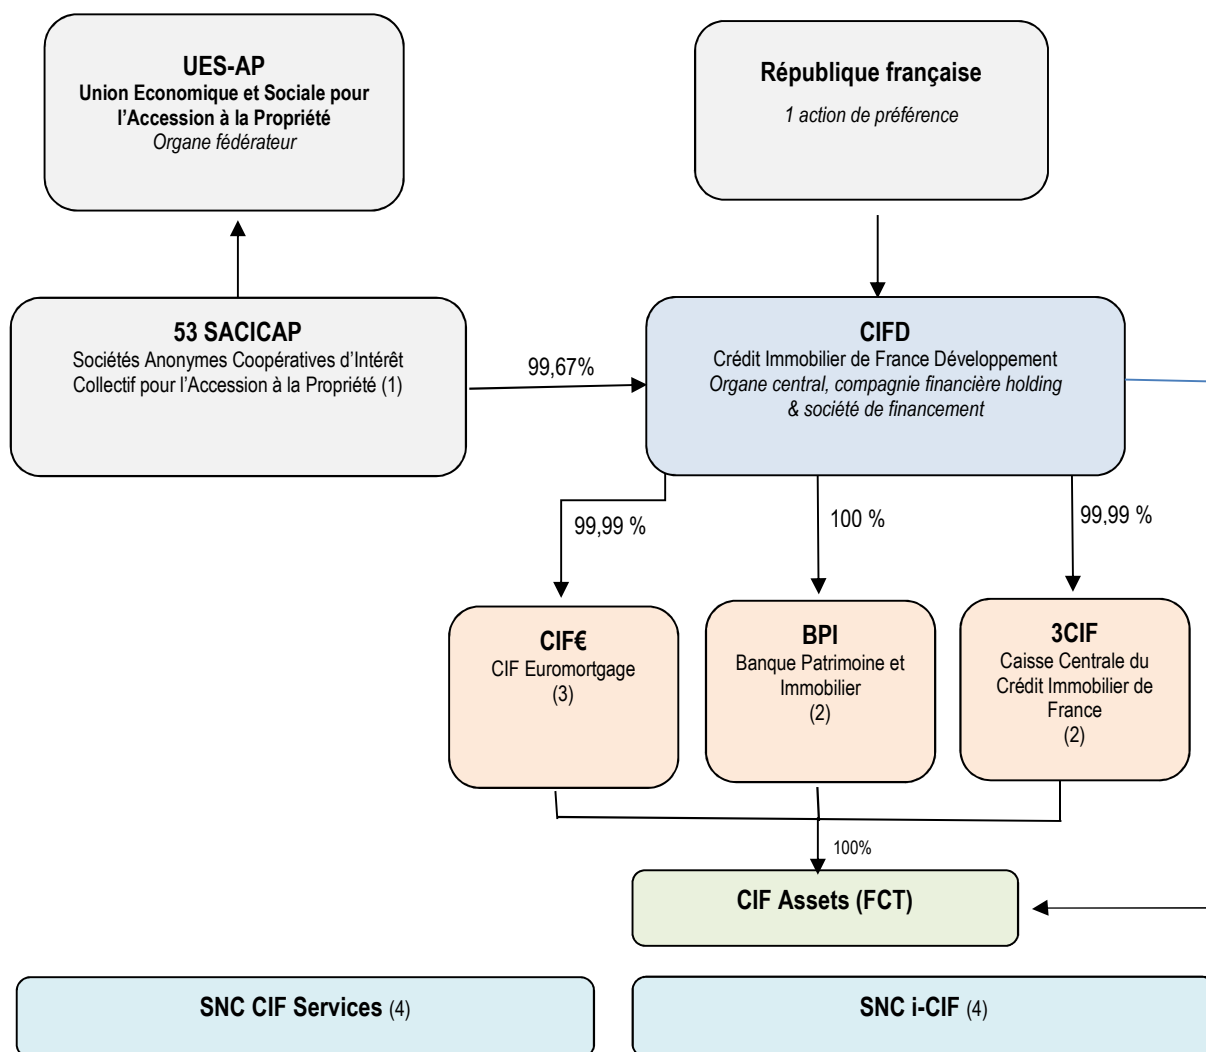 UES-AP
Union Economique et Sociale pour
l'Accession à la Propriété
Organe fédérateur
République française
1 action de préférence
53 SACICAP
Sociétés Anonymes Coopératives d'Intérêt
Collectif pour l'Accession à la Propriété (1)
99,67%
CIFD
Crédit Immobilier de France Développement
Organe central, compagnie financière holding
& société de financement
99,99 %
100 %
99,99 %
CIF€
CIF Euromortgage
(3)
BPI
Banque Patrimoine et
Immobilier
(2)
3CIF
Caisse Centrale du
Crédit Immobilier de
France
(2)
100%
CIF Assets (FCT)
SNC CIF Services (4)
SNC i-CIF (4)